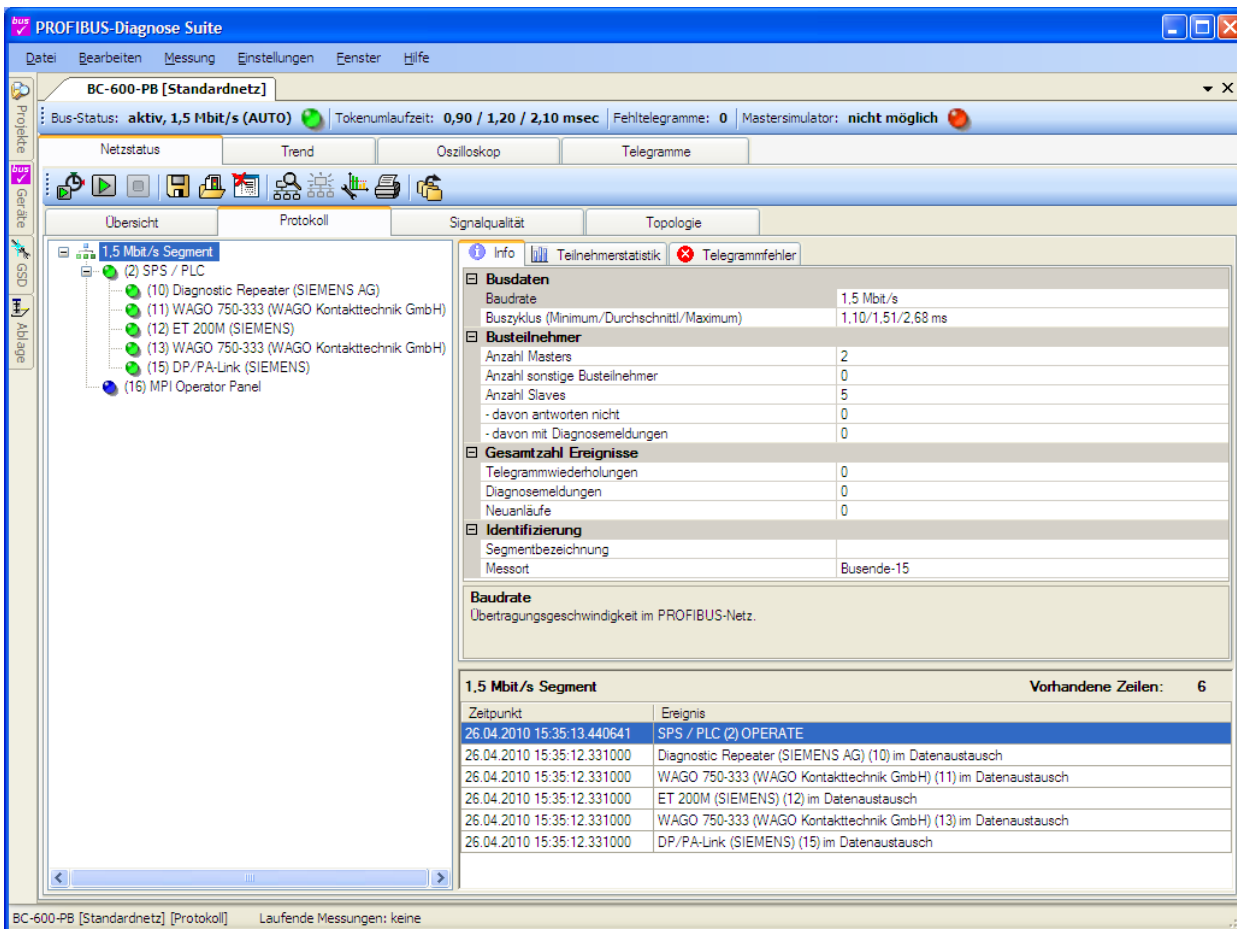 bus
PROFIBUS-Diagnose Suite
Datei Bearbeiten Messung Einstellungen Fenster Hilfe
Projekte
bus
Geräte
GSD
Ablage
BC-600-PB [Standardnetz]
Bus-Status: aktiv, 1,5 Mbit/s (AUTO) Tokenumlaufzeit: 0,90 / 1,20 / 2,10 msec Fehltelegramme: 0 Mastersimulator: nicht möglich
Netzstatus Trend Oszilloskop Telegramme
Übersicht Protokoll Signalqualität Topologie
1,5 Mbit/s Segment
(2) SPS / PLC
(10) Diagnostic Repeater (SIEMENS AG)
(11) WAGO 750-333 (WAGO Kontakttechnik GmbH)
(12) ET 200M (SIEMENS)
(13) WAGO 750-333 (WAGO Kontakttechnik GmbH)
(15) DP/PA-Link (SIEMENS)
(16) MPI Operator Panel
Info Teilnehmerstatistik Telegrammfehler
Busdaten
Baudrate 1,5 Mbit/s
Buszyklus (Minimum/Durchschnittl/Maximum) 1,10/1,51/2,68 ms
Busteilnehmer
Anzahl Masters 2
Anzahl sonstige Busteilnehmer 0
Anzahl Slaves 5
- davon antworten nicht 0
- davon mit Diagnosemeldungen 0
Gesamtzahl Ereignisse
Telegrammwiederholungen 0
Diagnosemeldungen 0
Neuanläufe 0
Identifizierung
Segmentbezeichnung
Messort Busende-15
Baudrate
Übertragungsgeschwindigkeit im PROFIBUS-Netz.
1,5 Mbit/s Segment Vorhandene Zeilen: 6
Zeitpunkt Ereignis
26.04.2010 15:35:13.440641 SPS / PLC (2) OPERATE
26.04.2010 15:35:12.331000 Diagnostic Repeater (SIEMENS AG) (10) im Datenaustausch
26.04.2010 15:35:12.331000 WAGO 750-333 (WAGO Kontakttechnik GmbH) (11) im Datenaustausch
26.04.2010 15:35:12.331000 ET 200M (SIEMENS) (12) im Datenaustausch
26.04.2010 15:35:12.331000 WAGO 750-333 (WAGO Kontakttechnik GmbH) (13) im Datenaustausch
26.04.2010 15:35:12.331000 DP/PA-Link (SIEMENS) (15) im Datenaustausch
BC-600-PB [Standardnetz] [Protokoll] Laufende Messungen: keine